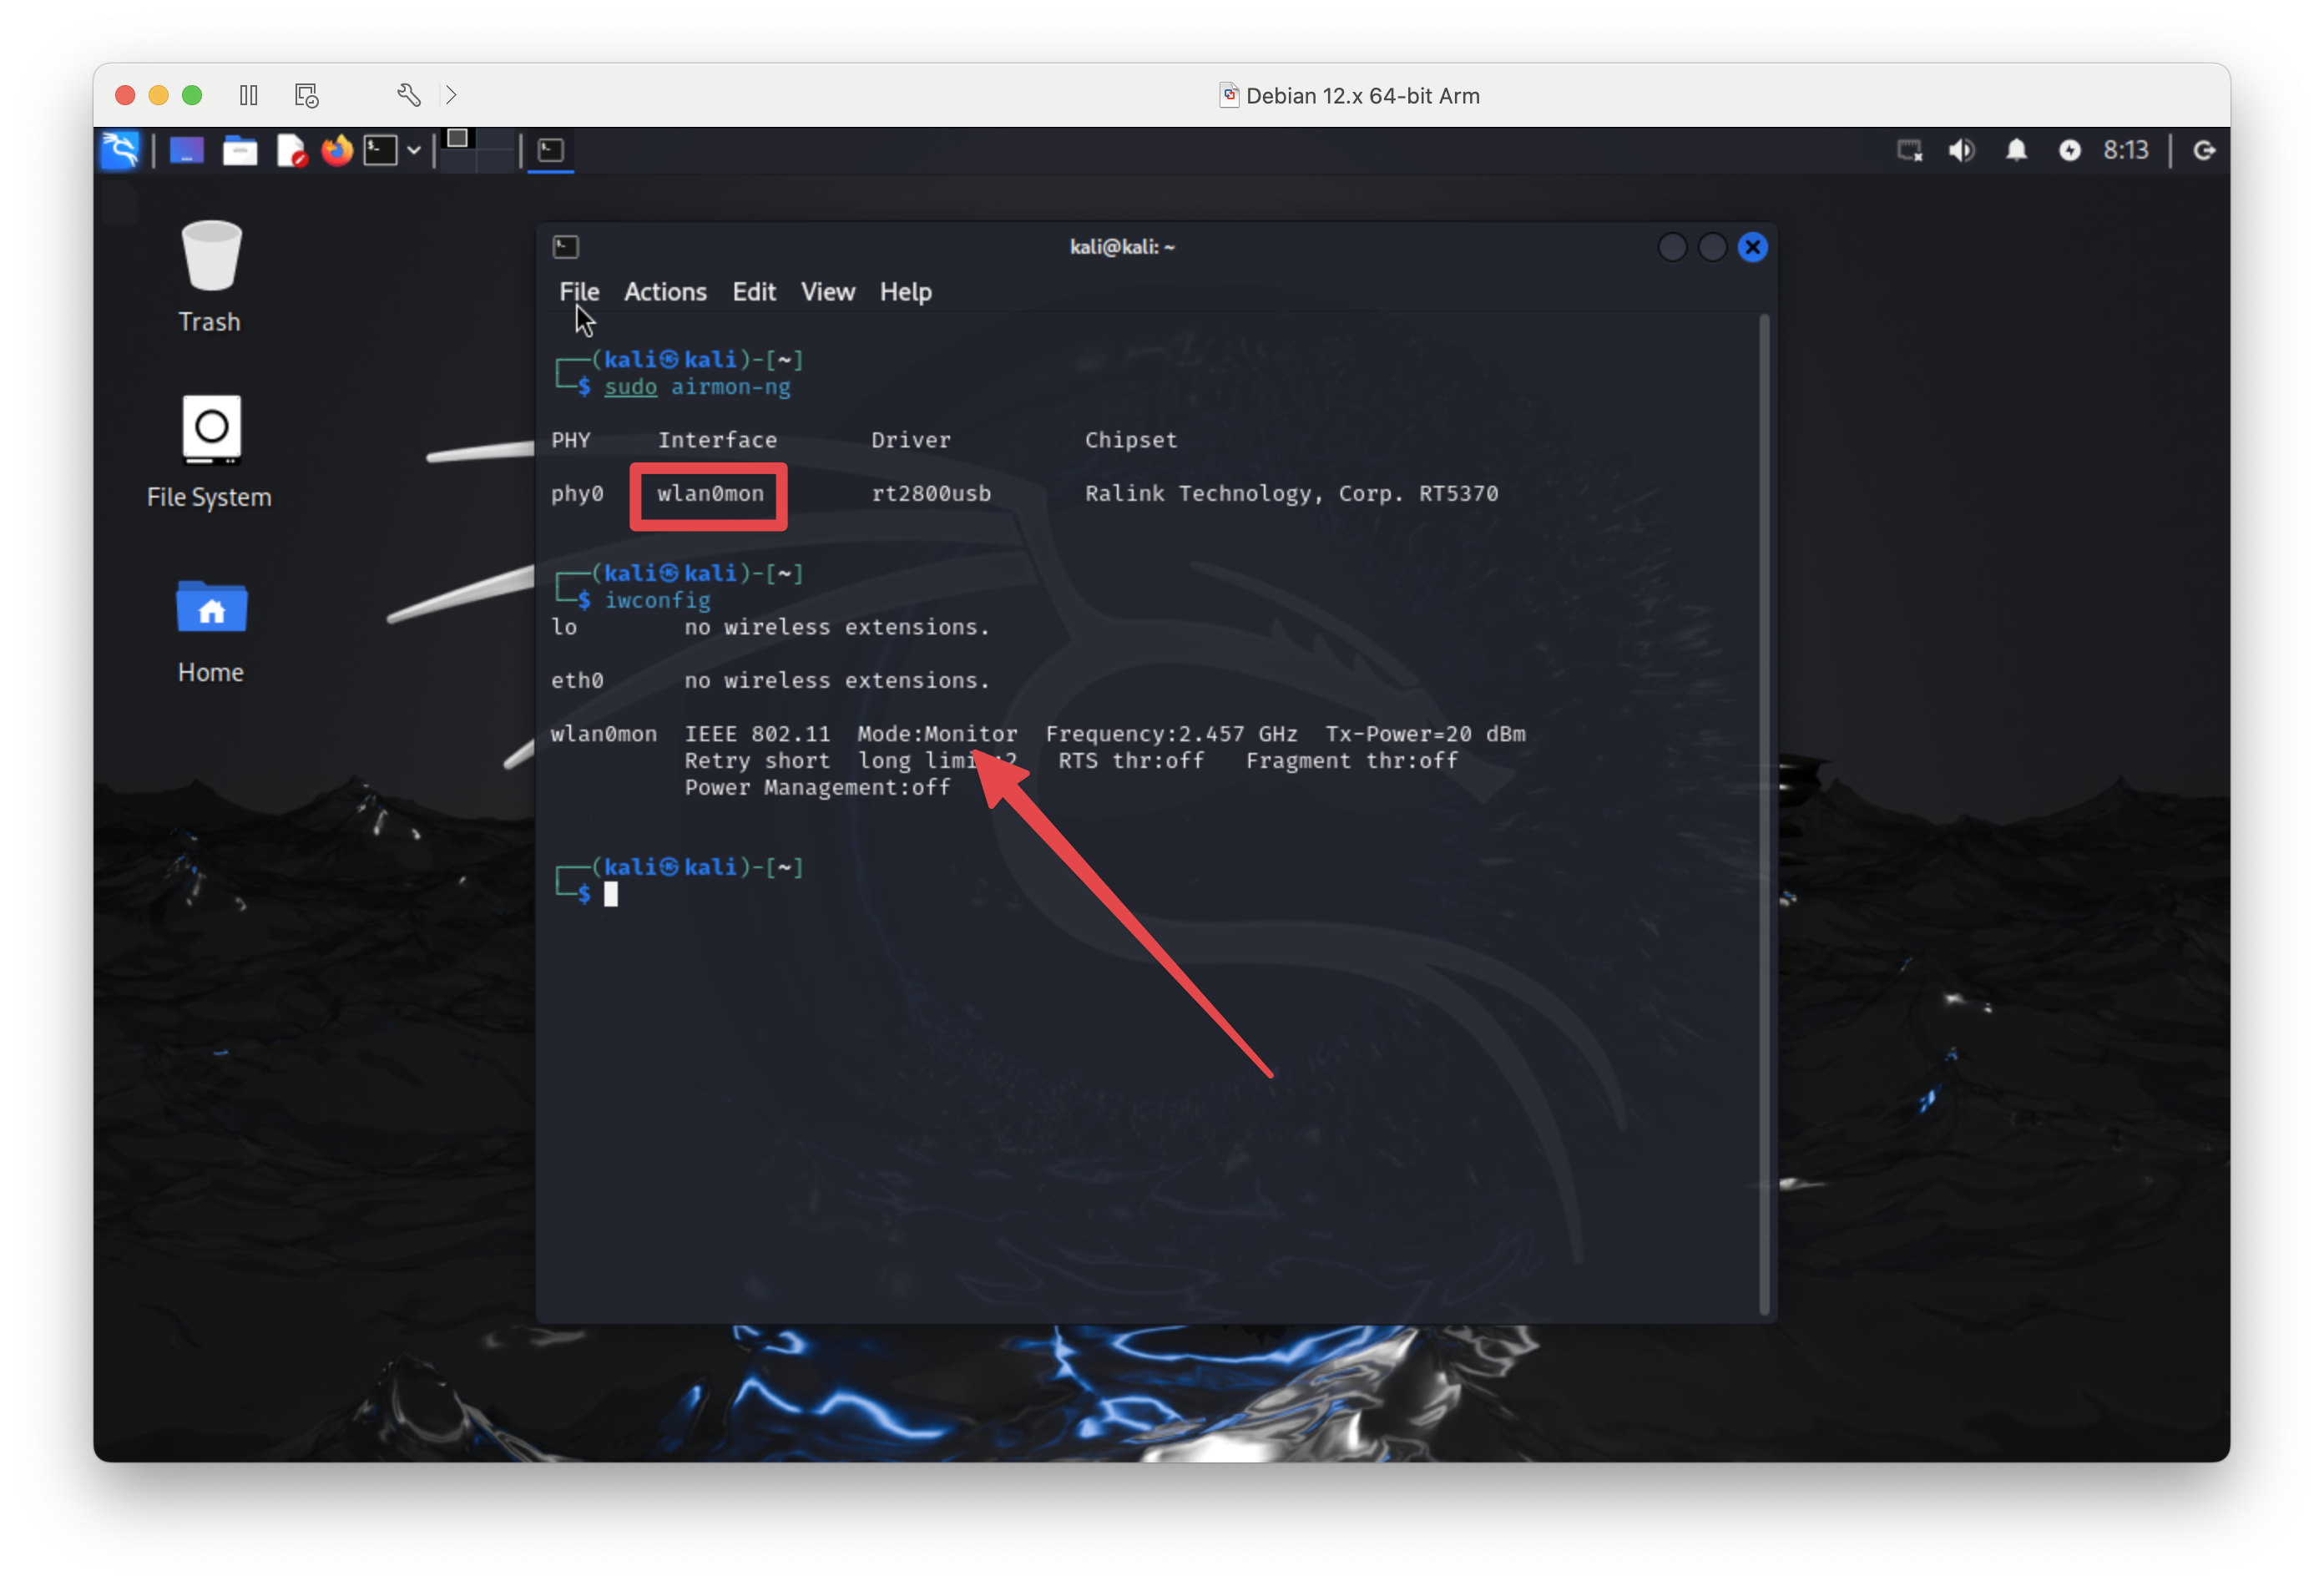 Debian 12.x 64-bit Arm
8:13
Trash
File System
Home
kali@kali: ~
File Actions Edit View Help
┌──(kali㉿kali)-[~]
└─$ sudo airmon-ng
PHY Interface Driver Chipset
phy0 wlan0mon rt2800usb Ralink Technology, Corp. RT5370
┌──(kali㉿kali)-[~]
└─$ iwconfig
lo no wireless extensions.
eth0 no wireless extensions.
wlan0mon IEEE 802.11 Mode:Monitor Frequency:2.457 GHz Tx-Power=20 dBm
Retry short long RTS thr:off Fragment thr:off
Power Management:off
┌──(kali㉿kali)-[~]
└─$